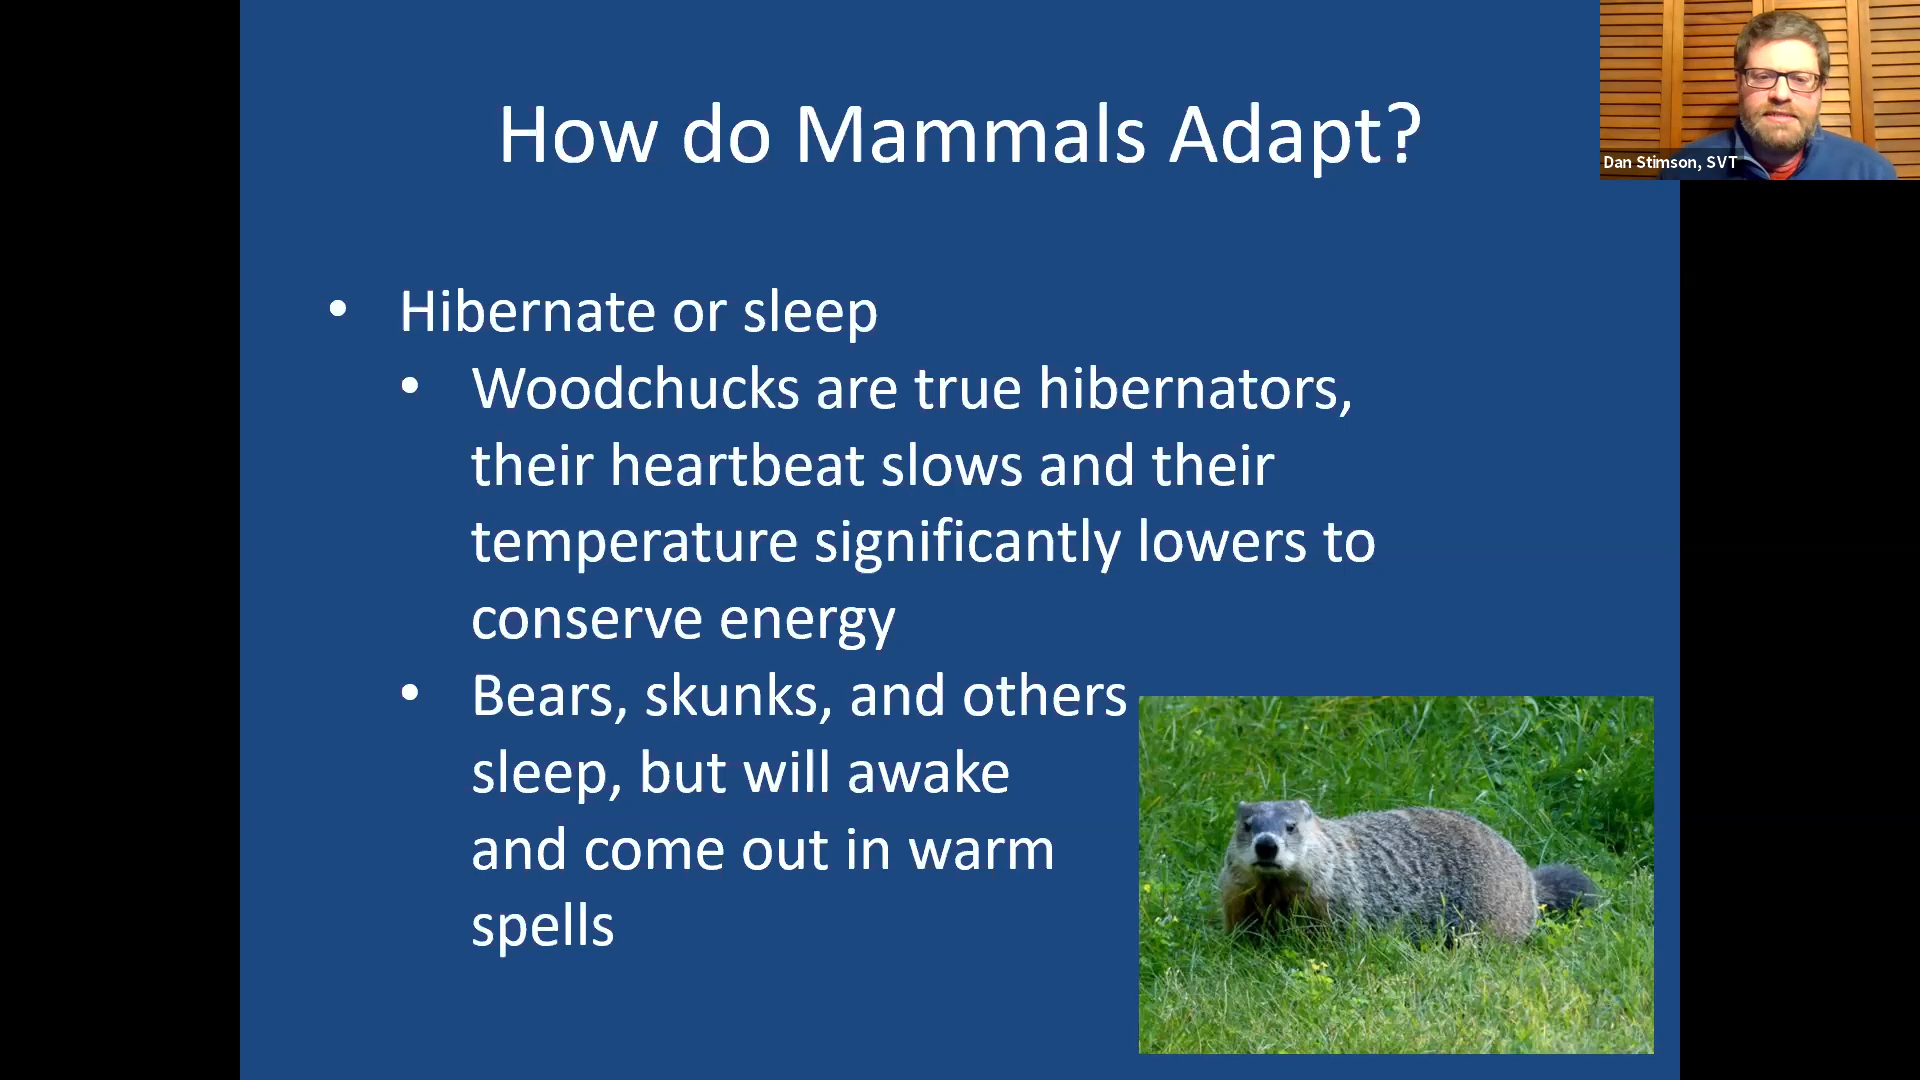 How do Mammals Adapt?
Dan Stimson, SVT
• Hibernate or sleep
• Woodchucks are true hibernators,
their heartbeat slows and their
temperature significantly lowers to
conserve energy
• Bears, skunks, and others
sleep, but will awake
and come out in warm
spells